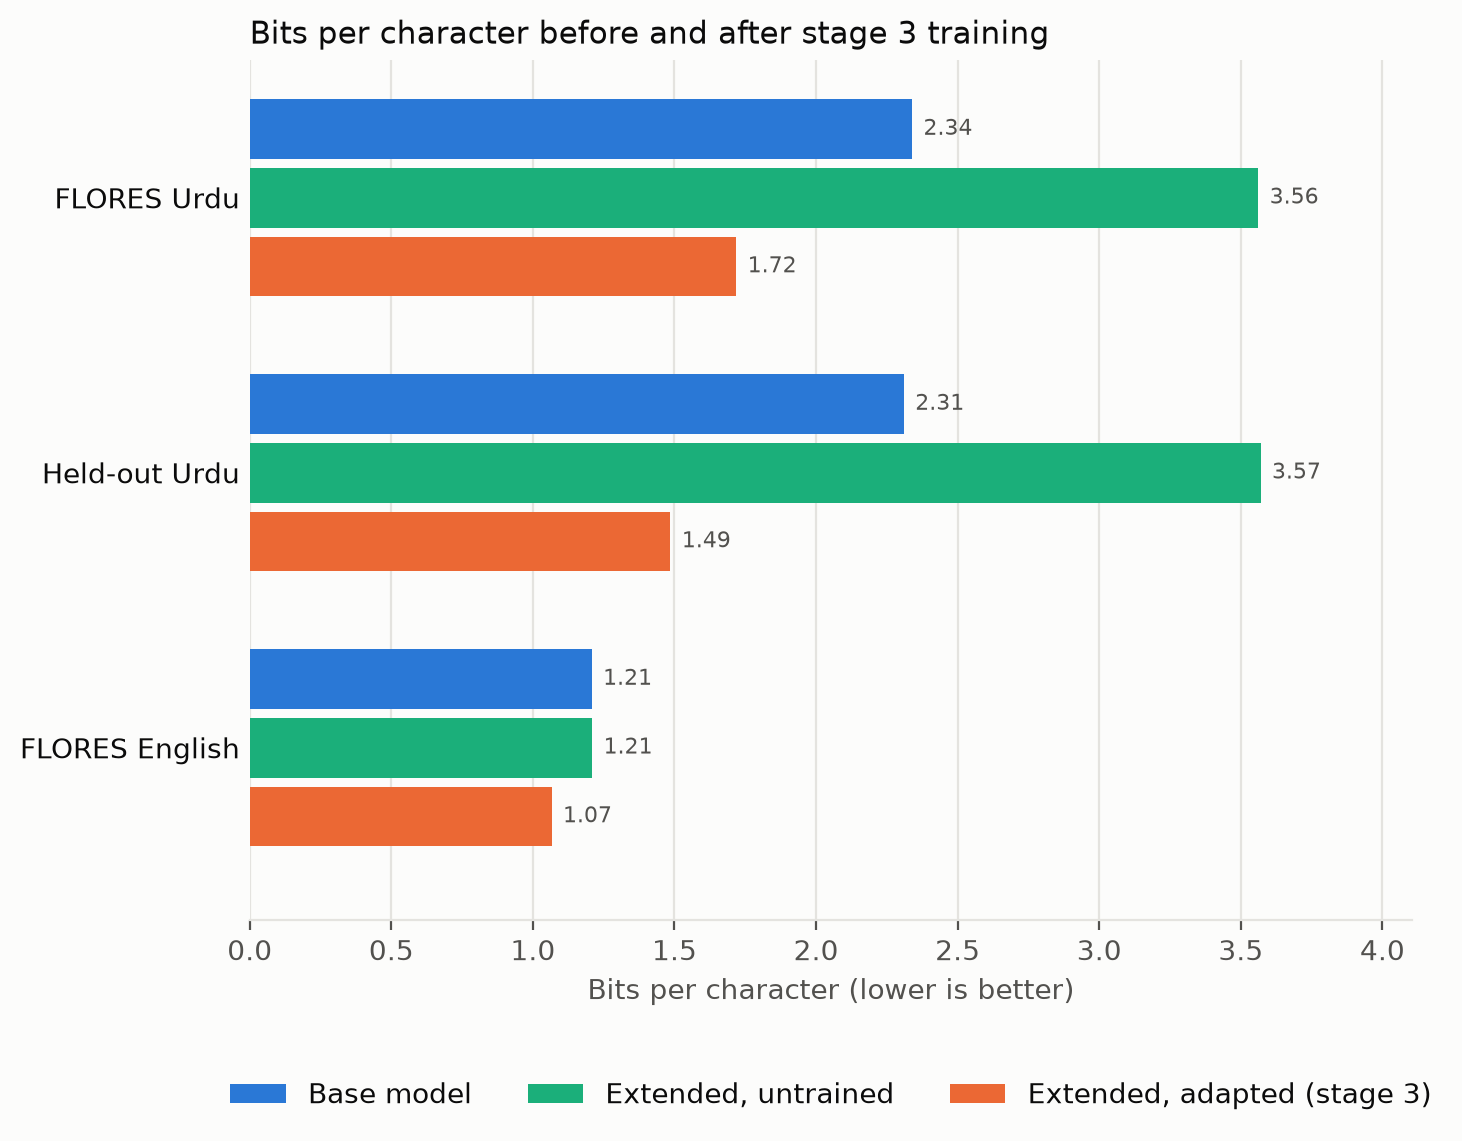 Bits per character before and after stage 3 training
FLORES Urdu
2.34
3.56
1.72
Held-out Urdu
2.31
3.57
1.49
FLORES English
1.21
1.21
1.07
0.0 0.5 1.0 1.5 2.0 2.5 3.0 3.5 4.0
Bits per character (lower is better)
Base model Extended, untrained Extended, adapted (stage 3)